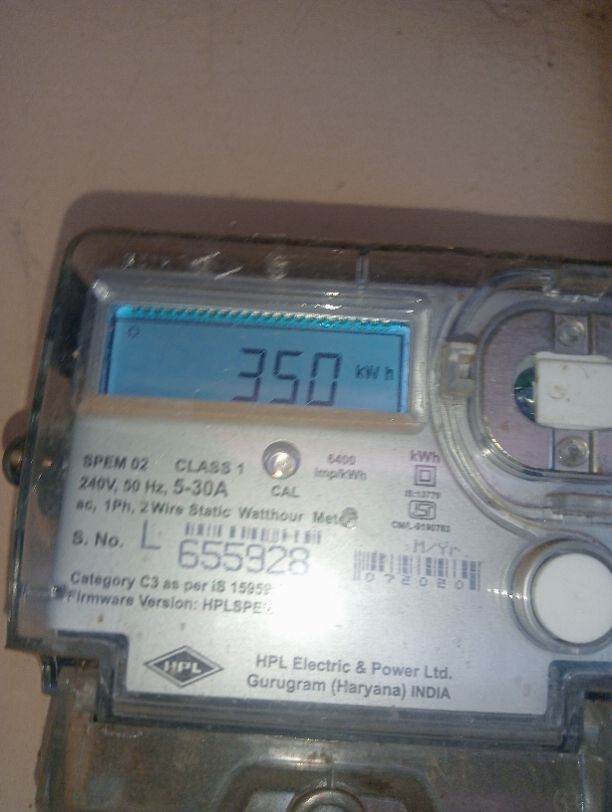 350 kWh
SPEM 02 CLASS 1
6400 imp/kWh
kWh
240V, 50 Hz, 5-30A
CAL
IS:13779
ac, 1Ph, 2 Wire Static Watthour
S. No. L 655928
M/Yr.
072020
Category C3 as per IS 15959
Firmware Version:
HPL
HPL Electric & Power Ltd.
Gurugram (Haryana) INDIA